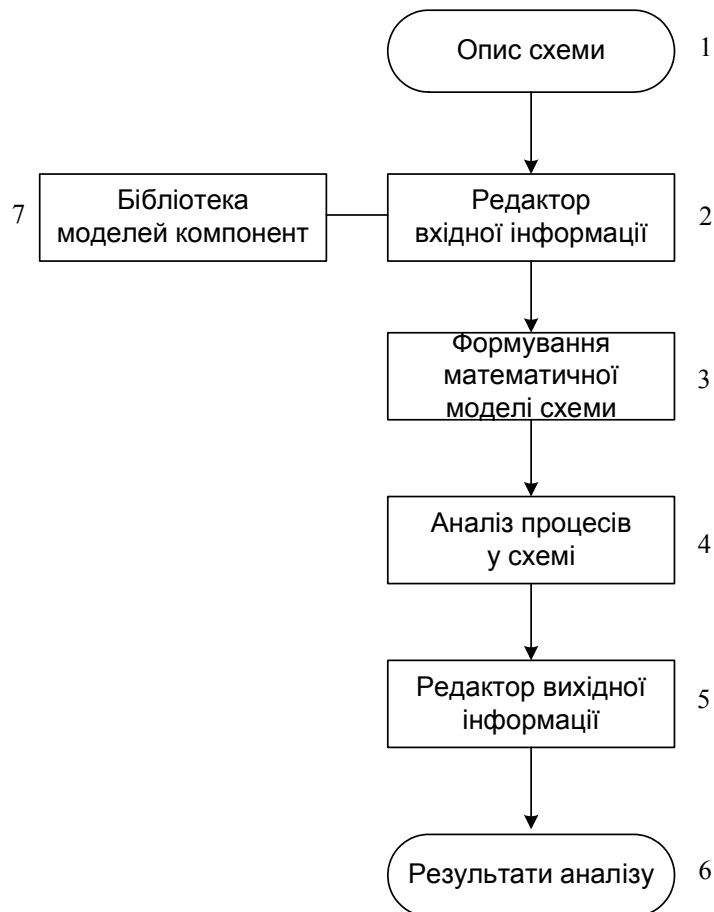 Опис схеми
1
7
Бібліотека
моделей компонент
Редактор
вхідної інформації
2
Формування
математичної
моделі схеми
3
Аналіз процесів
у схемі
4
Редактор вихідної
інформації
5
Результати аналізу
6